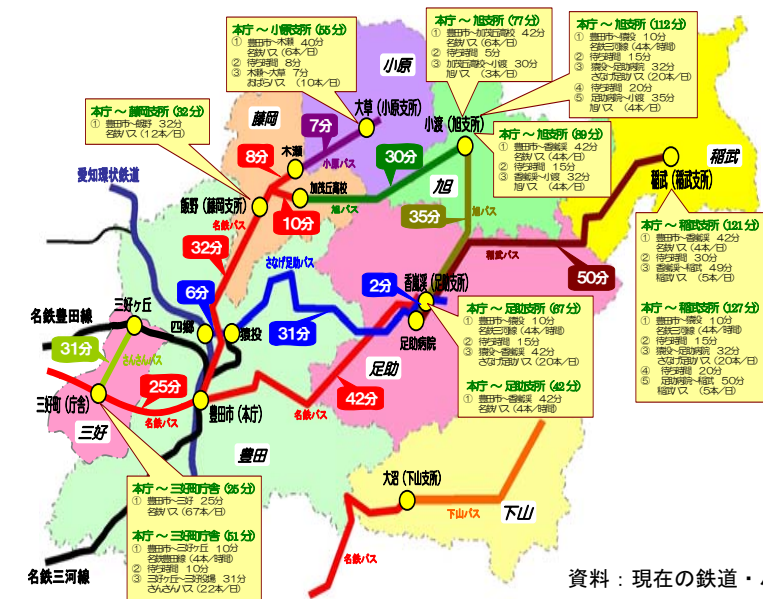 本庁 ～ 小原支所 (55分)
① 豊田市～木瀬 40分
名鉄バス (6本/日)
② 待ち時間 8分
③ 木瀬～大草 7分
おばらバス (10本/日)
本庁 ～ 旭支所 (77分)
① 豊田市～加茂丘高校 42分
名鉄バス (6本/日)
② 待ち時間 5分
③ 加茂丘高校～小渡 30分
旭バス (3本/日)
本庁 ～ 旭支所 (112分)
① 豊田市～猿投 10分
名鉄三河線 (4本/時間)
② 待ち時間 15分
③ 猿投～足助病院 32分
さなげ足助バス (20本/日)
④ 待ち時間 20分
⑤ 足助病院～小渡 35分
旭バス (4本/日)
本庁 ～ 藤岡支所 (32分)
① 豊田市～飯野 32分
名鉄バス (12本/日)
本庁 ～ 旭支所 (89分)
① 豊田市～香嵐渓 42分
名鉄バス (4本/日)
② 待ち時間 15分
③ 香嵐渓～小渡 32分
旭バス (4本/日)
小原
大草 (小原支所)
藤岡
7分
小原バス
小渡 (旭支所)
木瀬
8分
30分
稲武
稲武 (稲武支所)
愛知環状鉄道
加茂丘高校
旭
飯野 (藤岡支所)
10分
旭バス
35分
旭バス
名鉄バス
32分
さなげ足助バス
稲武バス
50分
本庁 ～ 稲武支所 (121分)
① 豊田市～香嵐渓 42分
名鉄バス (4本/日)
② 待ち時間 30分
③ 香嵐渓～稲武 49分
稲武バス (5本/日)
本庁 ～ 稲武支所 (127分)
① 豊田市～猿投 10分
名鉄三河線 (4本/時間)
② 待ち時間 15分
③ 猿投～足助病院 32分
さなげ足助バス (20本/日)
④ 待ち時間 20分
⑤ 足助病院～稲武 50分
稲武バス (5本/日)
2分
香嵐渓 (足助支所)
名鉄豊田線
三好ヶ丘
6分
四郷
猿投
31分
足助病院
本庁 ～ 足助支所 (67分)
① 豊田市～猿投 10分
名鉄三河線 (4本/時間)
② 待ち時間 15分
③ 猿投～香嵐渓 42分
さなげ足助バス (20本/日)
本庁 ～ 足助支所 (42分)
① 豊田市～香嵐渓 42分
名鉄バス (4本/時間)
31分
さんさんバス
足助
25分
42分
三好町 (庁舎)
名鉄バス
豊田市 (本庁)
名鉄バス
三好
豊田
大沼 (下山支所)
下山バス
下山
名鉄バス
本庁 ～ 三好町庁舎 (25分)
① 豊田市～三好 25分
名鉄バス (67本/日)
本庁 ～ 三好町庁舎 (51分)
① 豊田市～三好ヶ丘 10分
名鉄豊田線 (4本/時間)
② 待ち時間 10分
③ 三好ヶ丘～三好役場 31分
さんさんバス (22本/日)
名鉄三河線
資料：現在の鉄道・